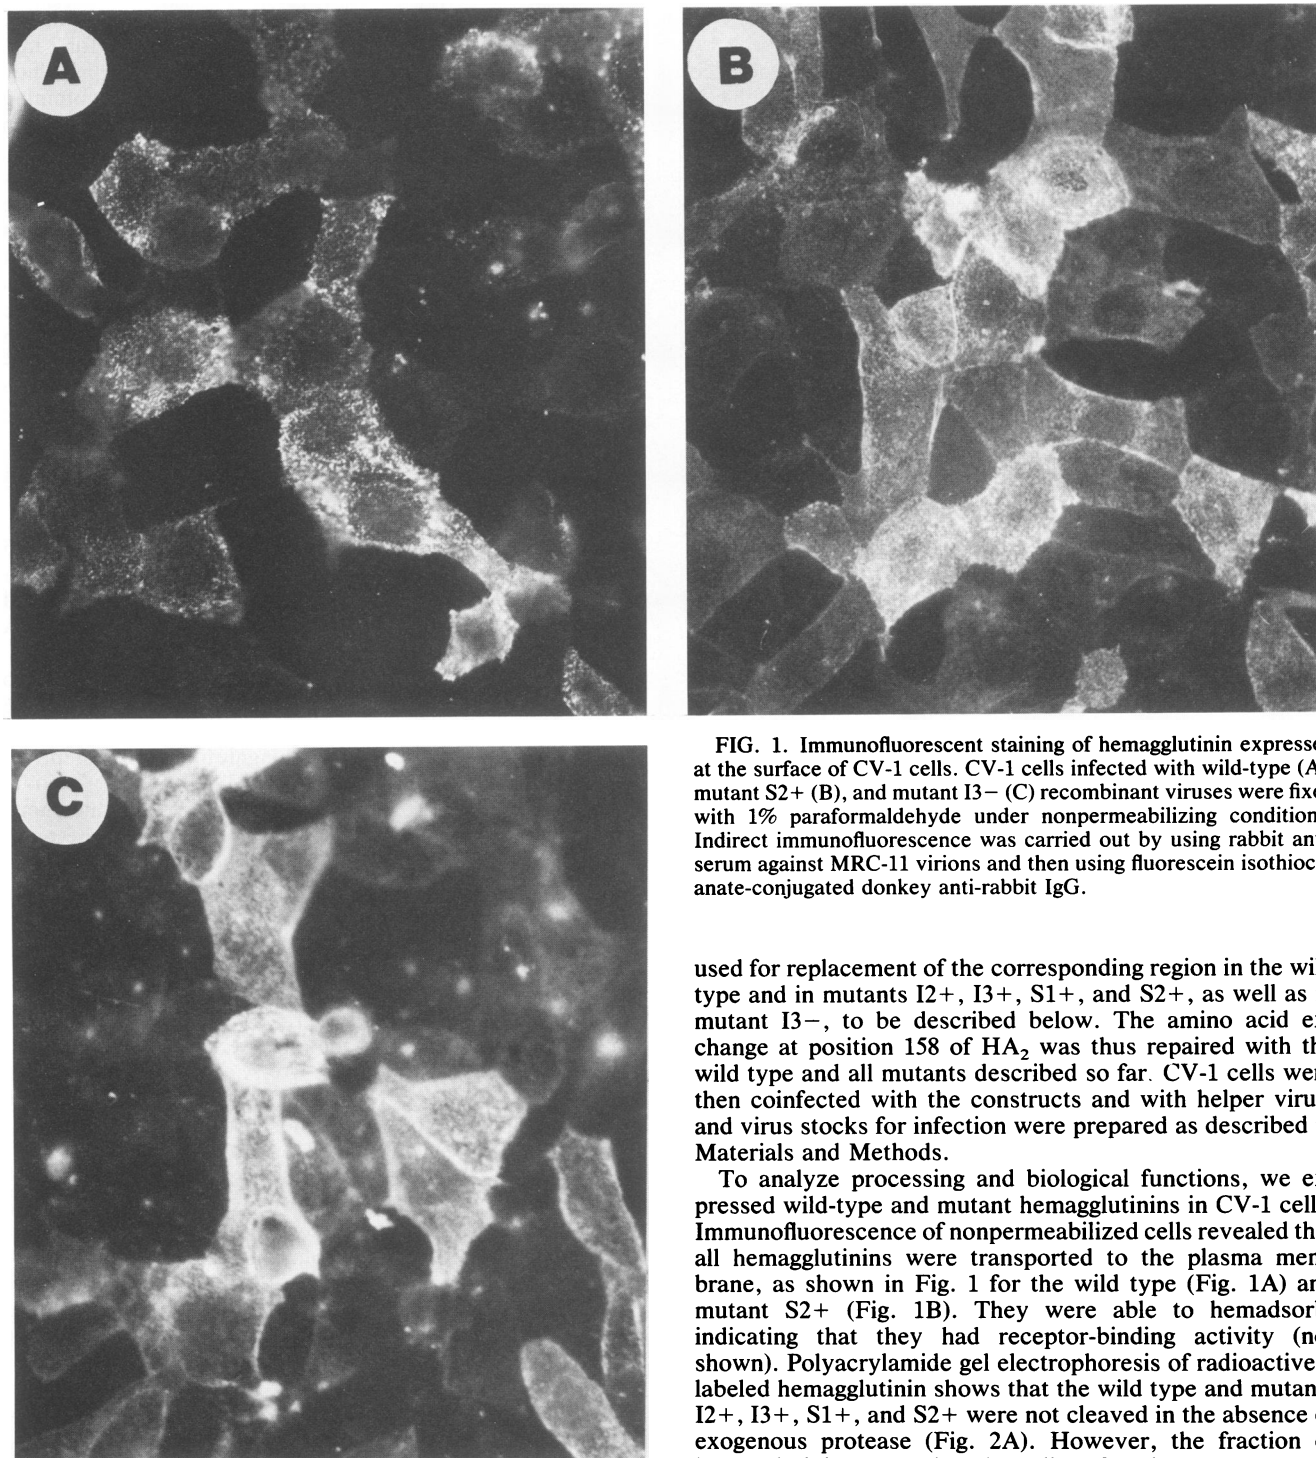 A
B
C
FIG. 1. Immunofluorescent staining of hemagglutinin express
at the surface of CV-1 cells. CV-1 cells infected with wild-type (A
mutant S2+ (B), and mutant I3− (C) recombinant viruses were fix
with 1% paraformaldehyde under nonpermeabilizing condition
Indirect immunofluorescence was carried out by using rabbit an
serum against MRC-11 virions and then using fluorescein isothioc
anate-conjugated donkey anti-rabbit IgG.
used for replacement of the corresponding region in the wil
type and in mutants I2+, I3+, S1+, and S2+, as well as
mutant I3−, to be described below. The amino acid e
change at position 158 of HA₂ was thus repaired with th
wild type and all mutants described so far. CV-1 cells wer
then coinfected with the constructs and with helper viru
and virus stocks for infection were prepared as described
Materials and Methods.
To analyze processing and biological functions, we e
pressed wild-type and mutant hemagglutinins in CV-1 cell
Immunofluorescence of nonpermeabilized cells revealed th
all hemagglutinins were transported to the plasma mem
brane, as shown in Fig. 1 for the wild type (Fig. 1A) an
mutant S2+ (Fig. 1B). They were able to hemadsor
indicating that they had receptor-binding activity (n
shown). Polyacrylamide gel electrophoresis of radioactive
labeled hemagglutinin shows that the wild type and mutan
I2+, I3+, S1+, and S2+ were not cleaved in the absence
exogenous protease (Fig. 2A). However, the fraction